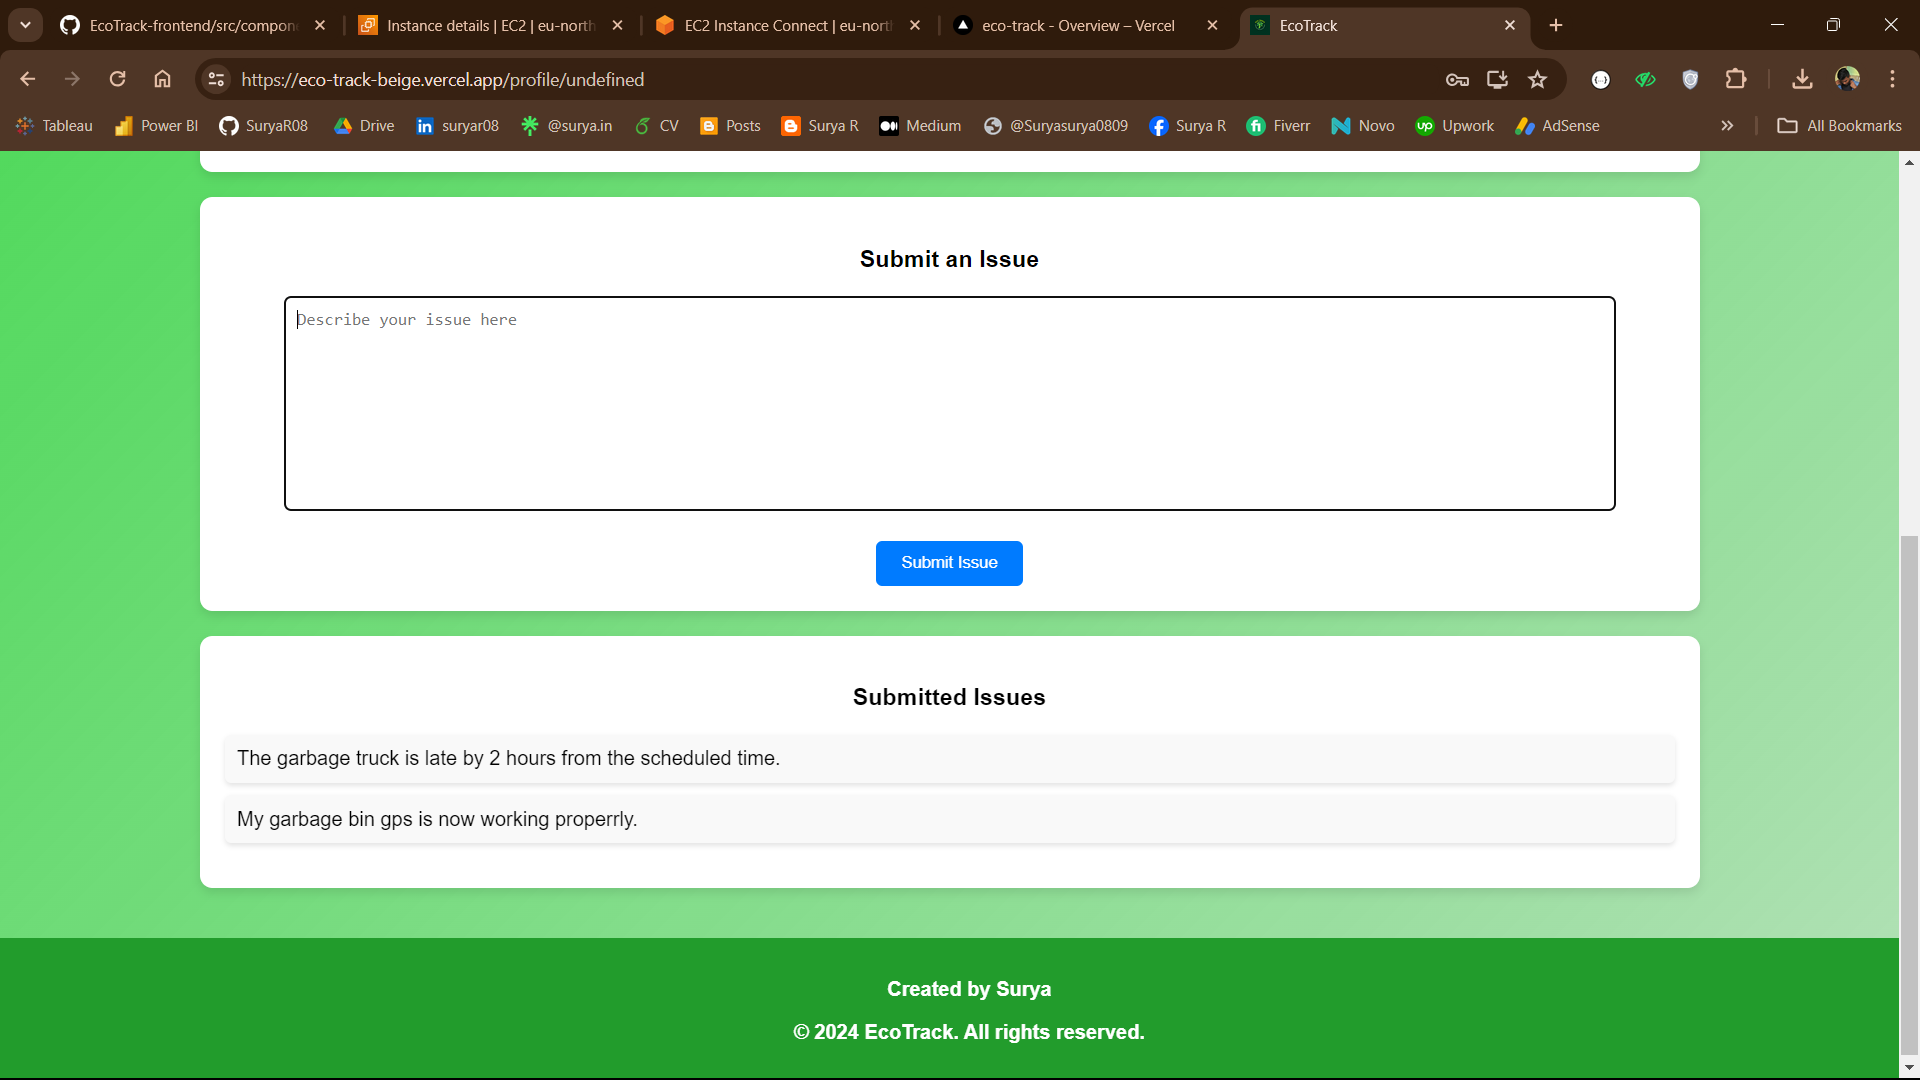 EcoTrack-frontend/src/compon
Instance details | EC2 | eu-north
EC2 Instance Connect | eu-nort
eco-track - Overview – Vercel
EcoTrack
https://eco-track-beige.vercel.app/profile/undefined
Tableau
Power BI
SuryaR08
Drive
suryar08
@surya.in
CV
Posts
Surya R
Medium
@Suryasurya0809
Surya R
Fiverr
Novo
Upwork
AdSense
All Bookmarks
Submit an Issue
Describe your issue here
Submit Issue
Submitted Issues
The garbage truck is late by 2 hours from the scheduled time.
My garbage bin gps is now working properrly.
Created by Surya
© 2024 EcoTrack. All rights reserved.